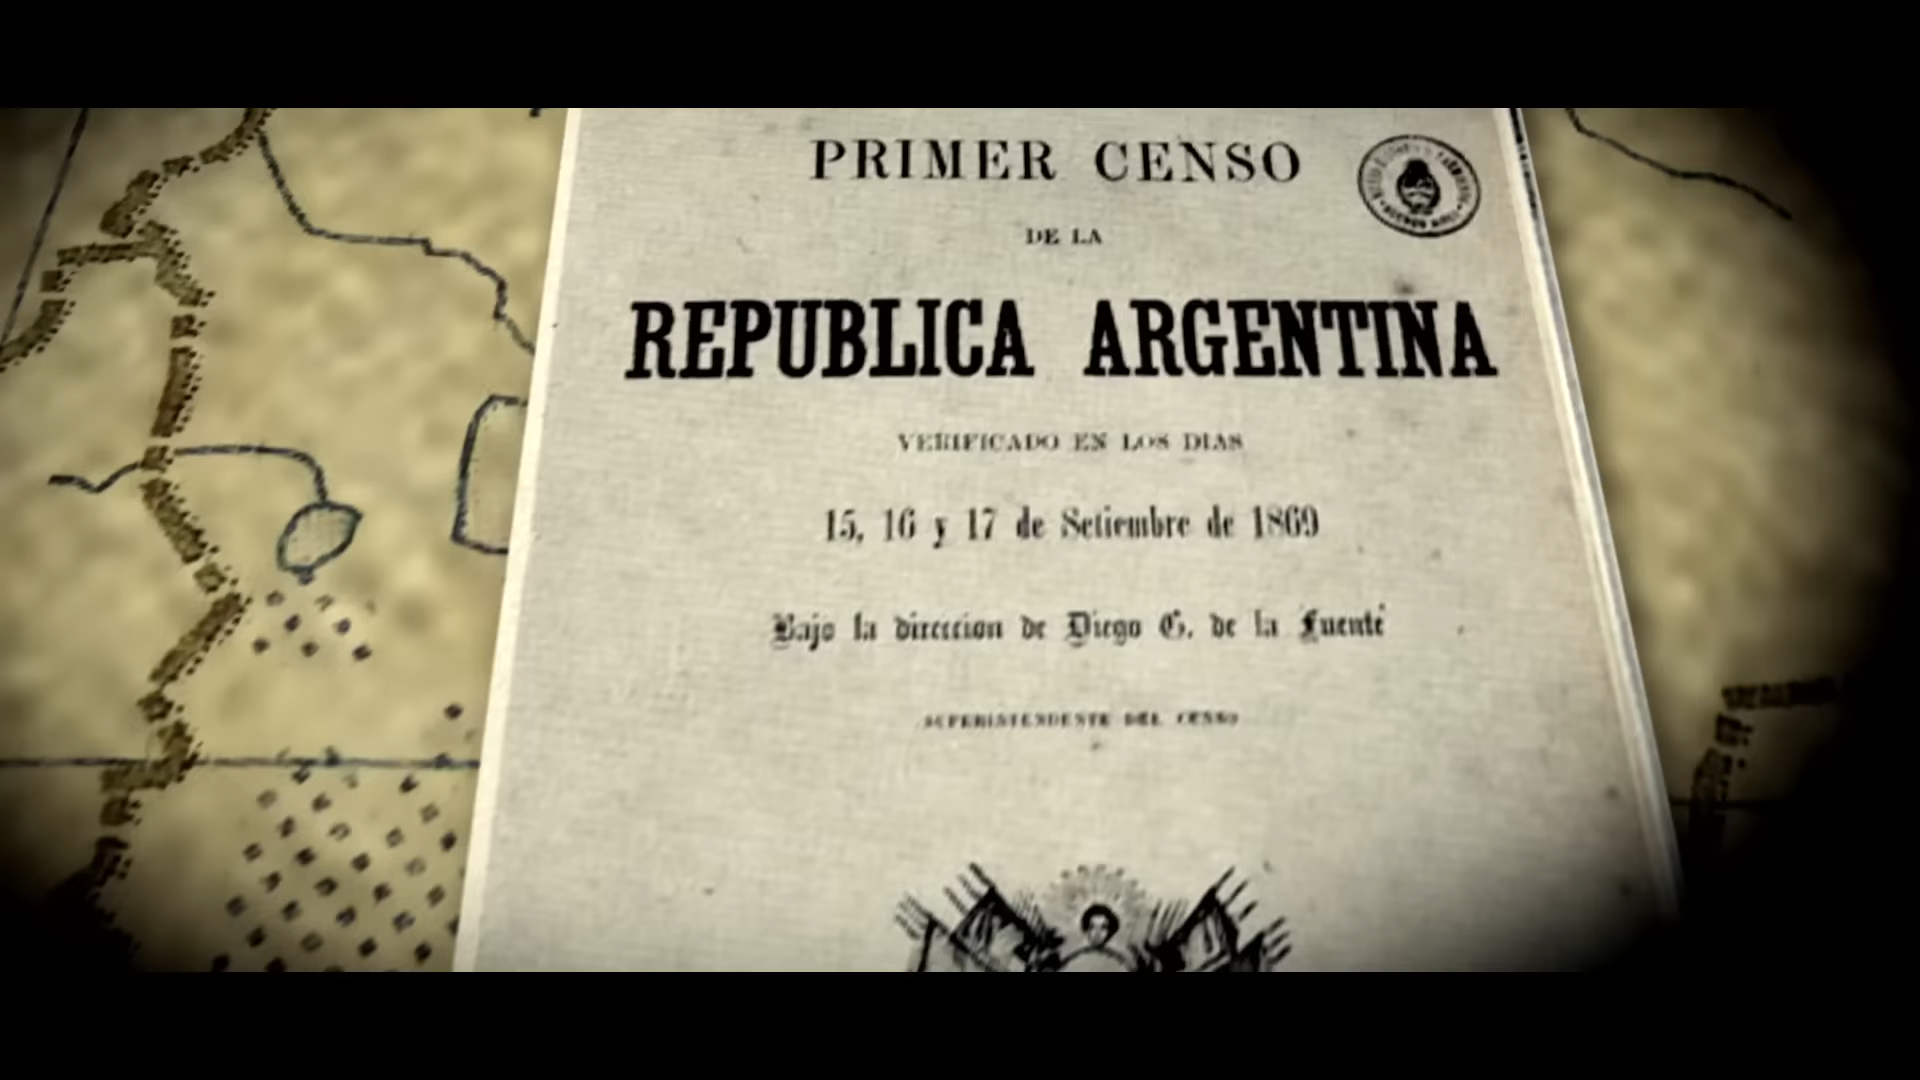 PRIMER CENSO
DE LA
REPUBLICA ARGENTINA
VERIFICADO EN LOS DIAS
15, 16 y 17 de Setiembre de 1869
Bajo la direccion de Diego G. de la Fuente
SUPERINTENDENTE DEL CENSO